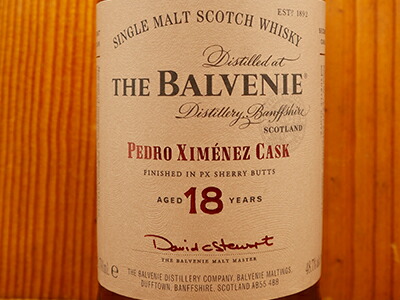 ESTD 1892
SINGLE MALT SCOTCH WHISKY
Distilled at
THE BALVENIE®
Distillery, Banffshire
SCOTLAND
PEDRO XIMÉNEZ CASK
FINISHED IN PX SHERRY BUTTS
AGED 18 YEARS
David C Stewart
THE BALVENIE MALT MASTER
THE BALVENIE DISTILLERY COMPANY, BALVENIE MALTINGS,
DUFFTOWN, BANFFSHIRE, SCOTLAND AB55 4BB